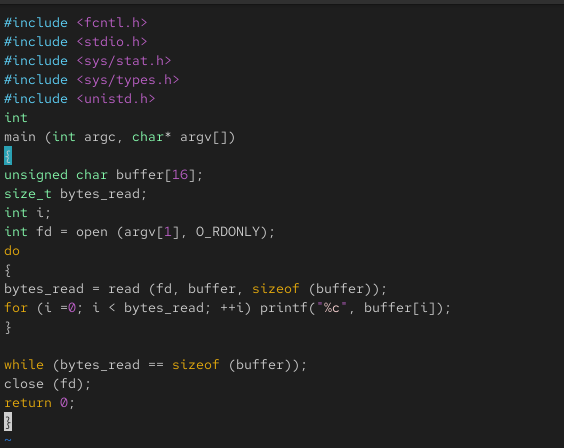 #include <fcntl.h>
#include <stdio.h>
#include <sys/stat.h>
#include <sys/types.h>
#include <unistd.h>
int
main (int argc, char* argv[])
{
unsigned char buffer[16];
size_t bytes_read;
int i;
int fd = open (argv[1], O_RDONLY);
do
{
bytes_read = read (fd, buffer, sizeof (buffer));
for (i =0; i < bytes_read; ++i) printf("%c", buffer[i]);
}

while (bytes_read == sizeof (buffer));
close (fd);
return 0;
}
~